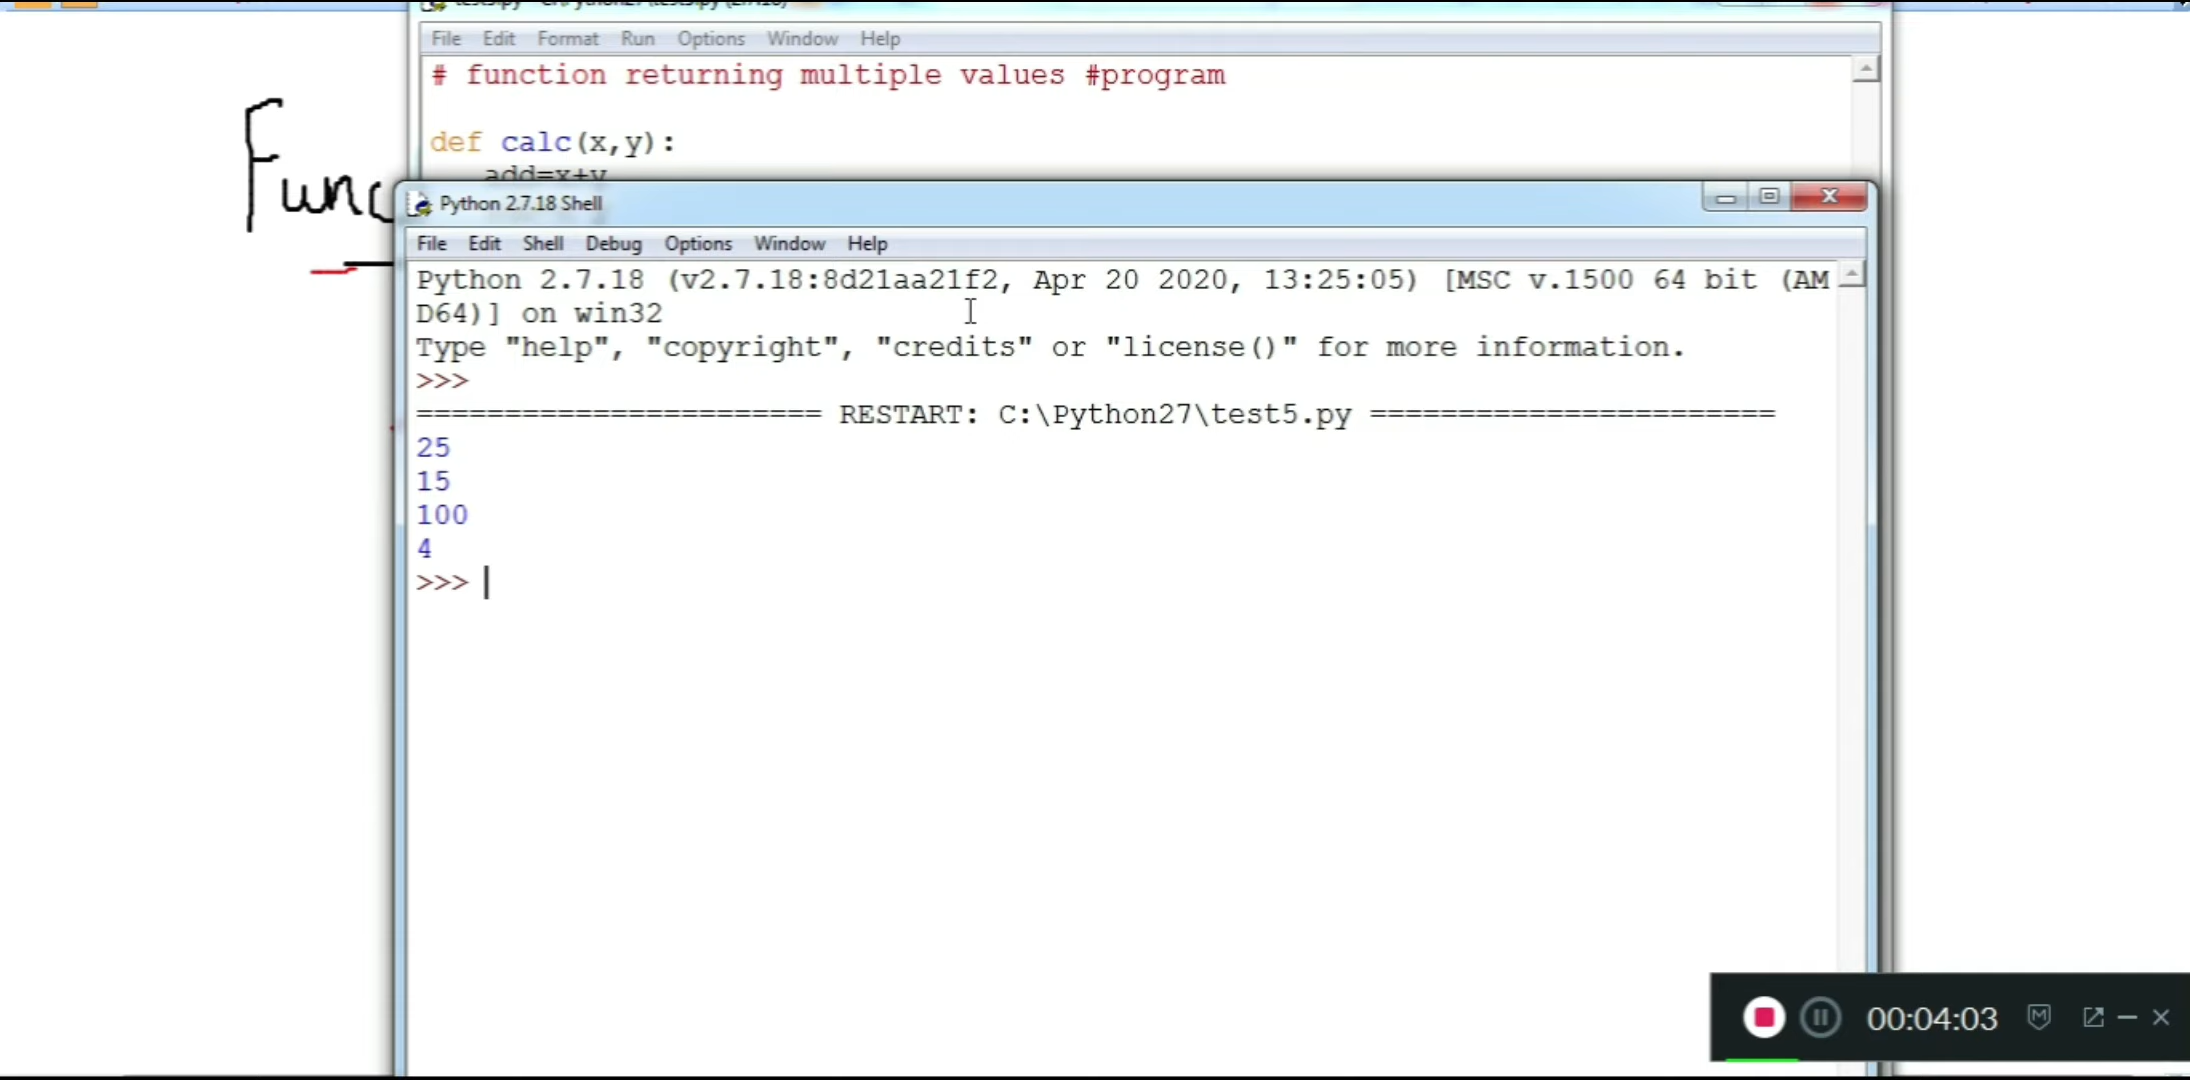 File Edit Format Run Options Window Help
# function returning multiple values #program
def calc(x,y):
add=x+y
Func
Python 2.7.18 Shell
File Edit Shell Debug Options Window Help
Python 2.7.18 (v2.7.18:8d21aa21f2, Apr 20 2020, 13:25:05) [MSC v.1500 64 bit (AM
D64)] on win32
Type "help", "copyright", "credits" or "license()" for more information.
>>>
======================= RESTART: C:\Python27\test5.py =======================
25
15
100
4
>>>
00:04:03